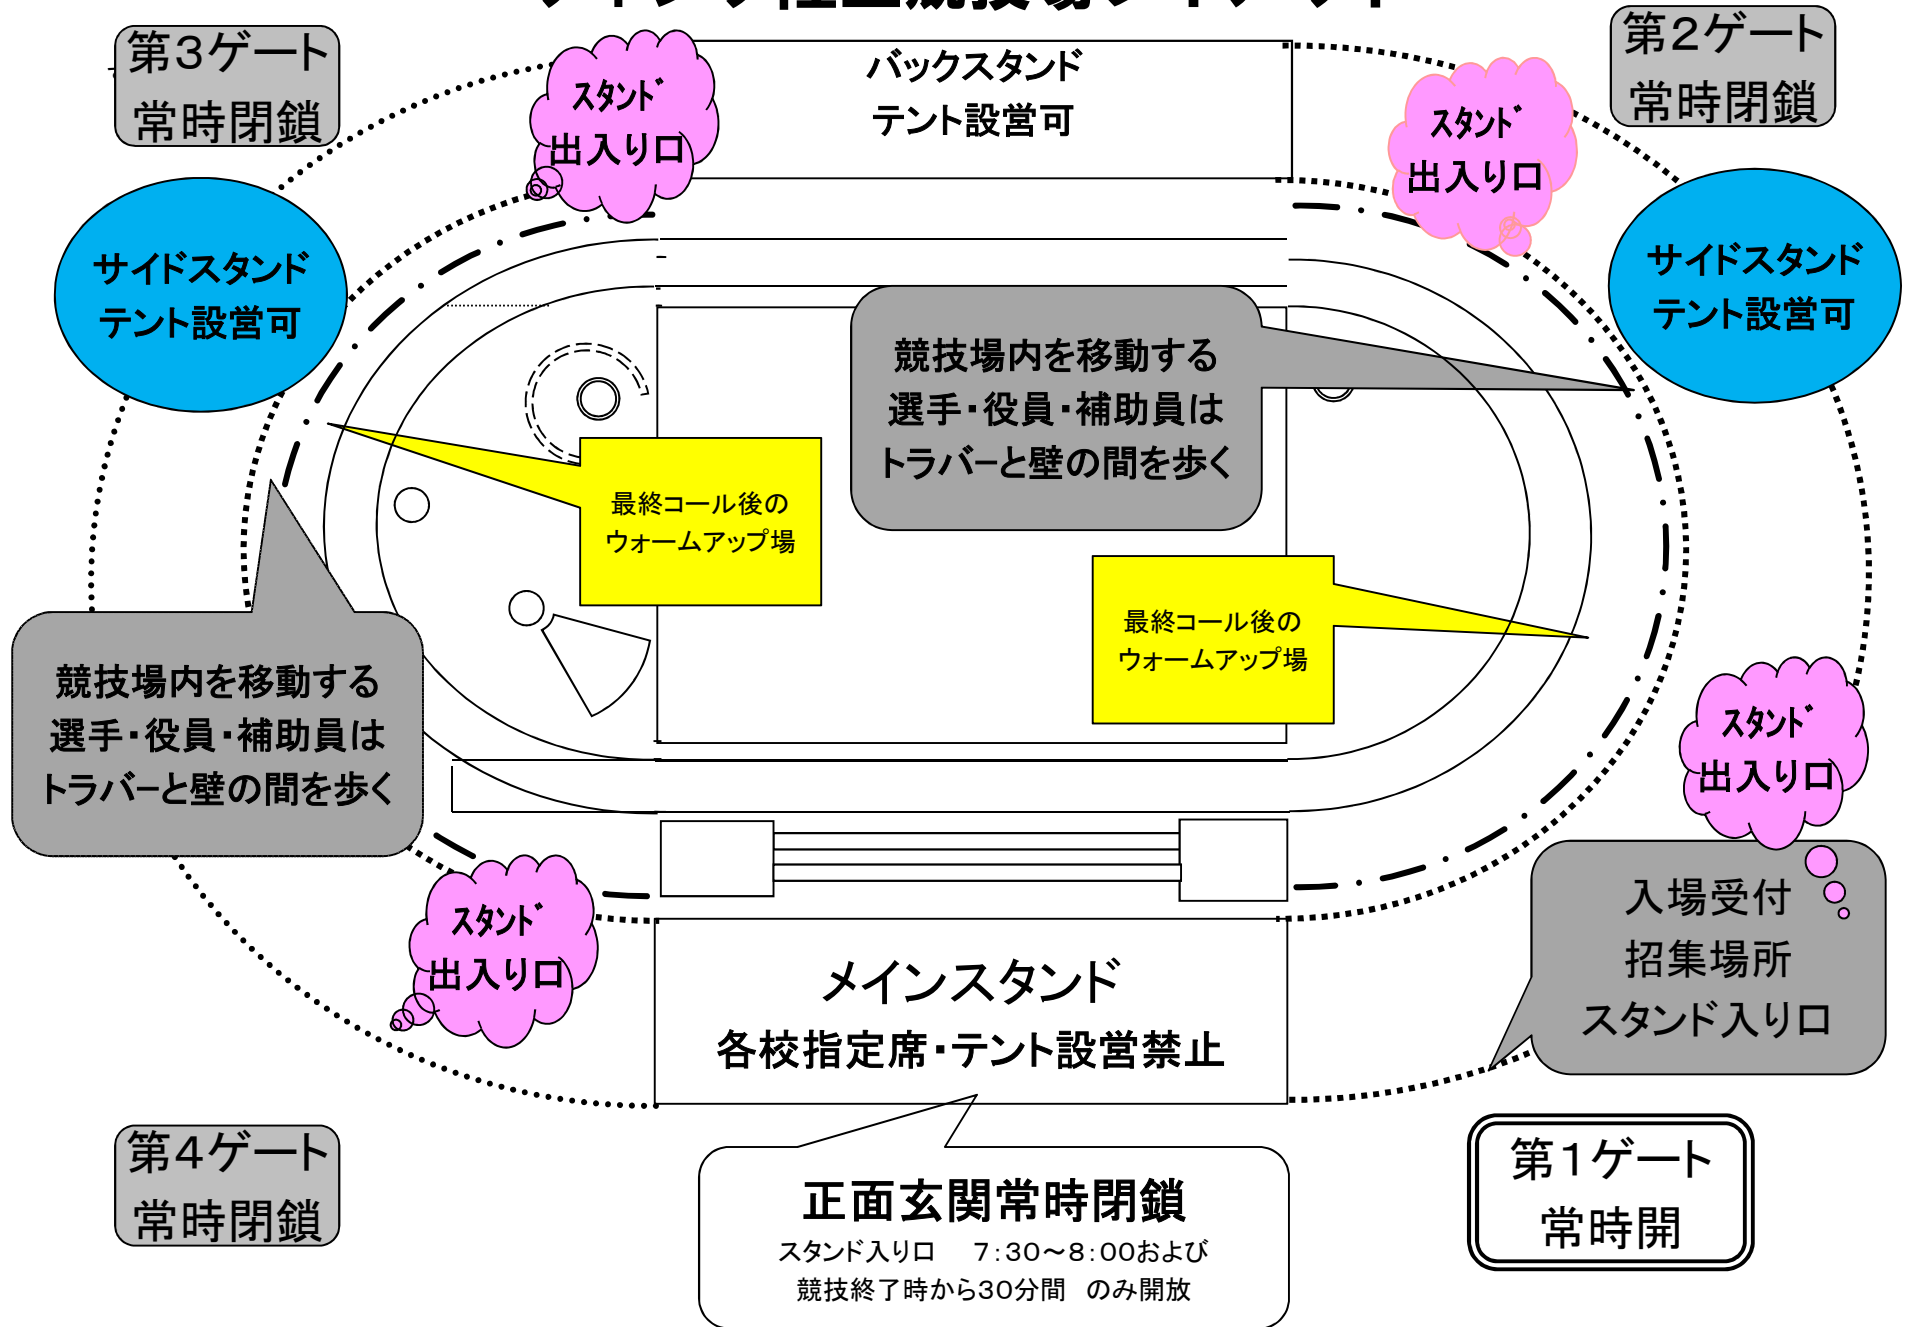 第3ゲート
常時閉鎖
スタンド
出入り口
バックスタンド
テント設営可
スタンド
出入り口
第2ゲート
常時閉鎖
サイドスタンド
テント設営可
サイドスタンド
テント設営可
競技場内を移動する
選手・役員・補助員は
トラバーと壁の間を歩く
最終コール後の
ウォームアップ場
最終コール後の
ウォームアップ場
競技場内を移動する
選手・役員・補助員は
トラバーと壁の間を歩く
スタンド
出入り口
スタンド
出入り口
入場受付
招集場所
スタンド入り口
メインスタンド
各校指定席・テント設営禁止
第4ゲート
常時閉鎖
正面玄関常時閉鎖
スタンド入り口 7:30~8:00および
競技終了時から30分間 のみ開放
第1ゲート
常時開